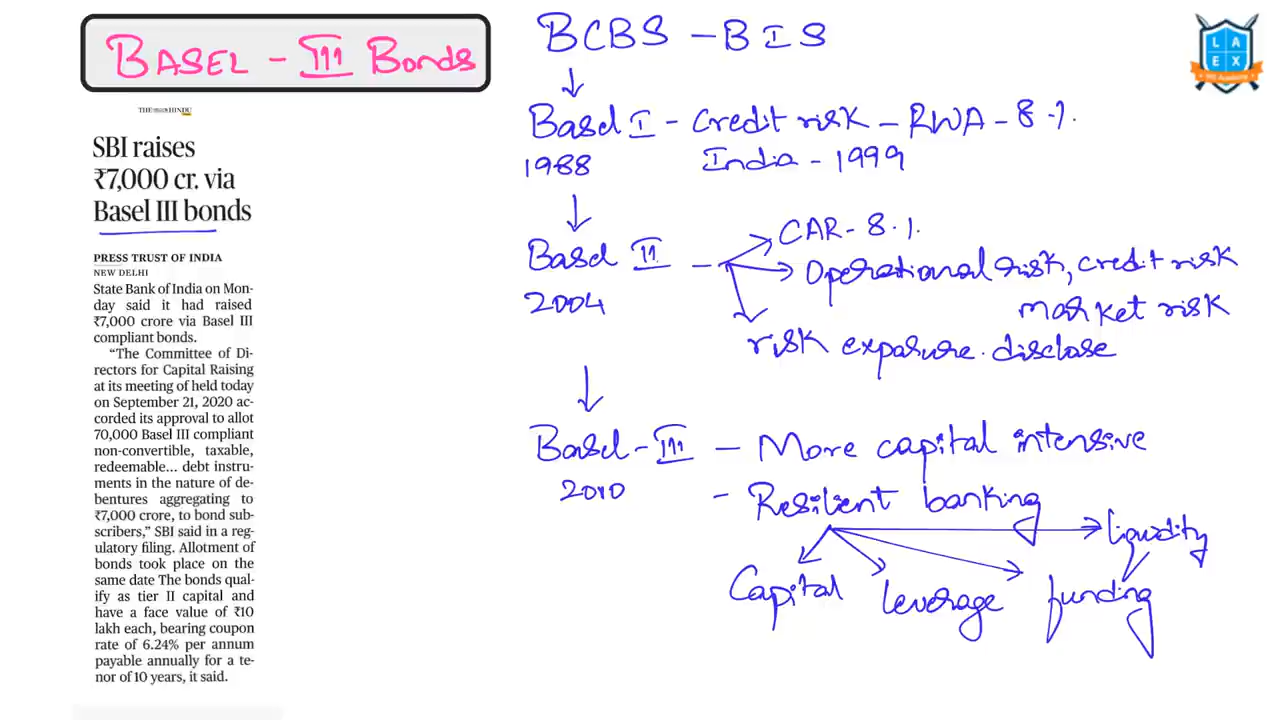 BASEL - III Bonds
THE HINDU
SBI raises
₹7,000 cr. via
Basel III bonds
PRESS TRUST OF INDIA
NEW DELHI
State Bank of India on Mon-
day said it had raised
₹7,000 crore via Basel III
compliant bonds.
"The Committee of Di-
rectors for Capital Raising
at its meeting of held today
on September 21, 2020 ac-
corded its approval to allot
70,000 Basel III compliant
non-convertible, taxable,
redeemable... debt instru-
ments in the nature of de-
bentures aggregating to
₹7,000 crore, to bond sub-
scribers," SBI said in a reg-
ulatory filing. Allotment of
bonds took place on the
same date The bonds qual-
ify as tier II capital and
have a face value of ₹10
lakh each, bearing coupon
rate of 6.24% per annum
payable annually for a te-
nor of 10 years, it said.
BCBS - BIS
Basel I - Credit risk - RWA - 8 %.
1988 India - 1999
CAR - 8 %.
Basel II - Operational risk, credit risk
2004 market risk
risk exposure disclose
Basel - III - More capital intensive
2010 - Resilient banking
liquidity
Capital leverage funding
LAEX